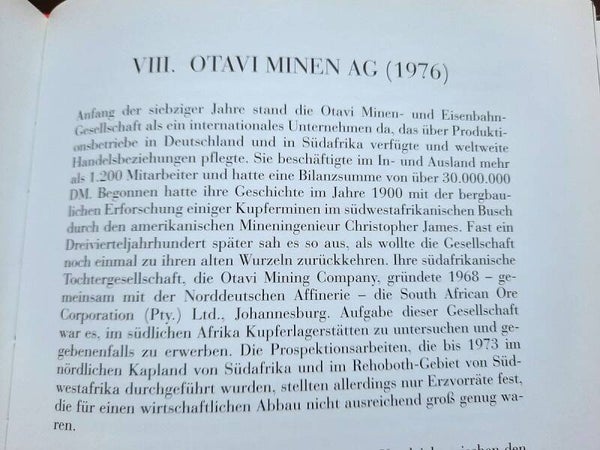 VIII. OTAVI MINEN AG (1976)
Anfang der siebziger Jahre stand die Otavi Minen- und Eisenbahn-
Gesellschaft als ein internationales Unternehmen da, das über Produkti-
onsbetriebe in Deutschland und in Südafrika verfügte und weltweite
Handelsbeziehungen pflegte. Sie beschäftigte im In- und Ausland mehr
als 1.200 Mitarbeiter und hatte eine Bilanzsumme von über 30.000.000
DM. Begonnen hatte ihre Geschichte im Jahre 1900 mit der bergbau-
lichen Erforschung einiger Kupferminen im südwestafrikanischen Busch
durch den amerikanischen Mineningenieur Christopher James. Fast ein
Dreivierteljahrhundert später sah es so aus, als wollte die Gesellschaft
noch einmal zu ihren alten Wurzeln zurückkehren. Ihre südafrikanische
Tochtergesellschaft, die Otavi Mining Company, gründete 1968 – ge-
meinsam mit der Norddeutschen Affinerie – die South African Ore
Corporation (Pty.) Ltd., Johannesburg. Aufgabe dieser Gesellschaft
war es, im südlichen Afrika Kupferlagerstätten zu untersuchen und ge-
gebenenfalls zu erwerben. Die Prospektionsarbeiten, die bis 1973 im
nördlichen Kapland von Südafrika und im Rehoboth-Gebiet von Süd-
westafrika durchgeführt wurden, stellten allerdings nur Erzvorräte fest,
die für einen wirtschaftlichen Abbau nicht ausreichend groß genug wa-
ren.